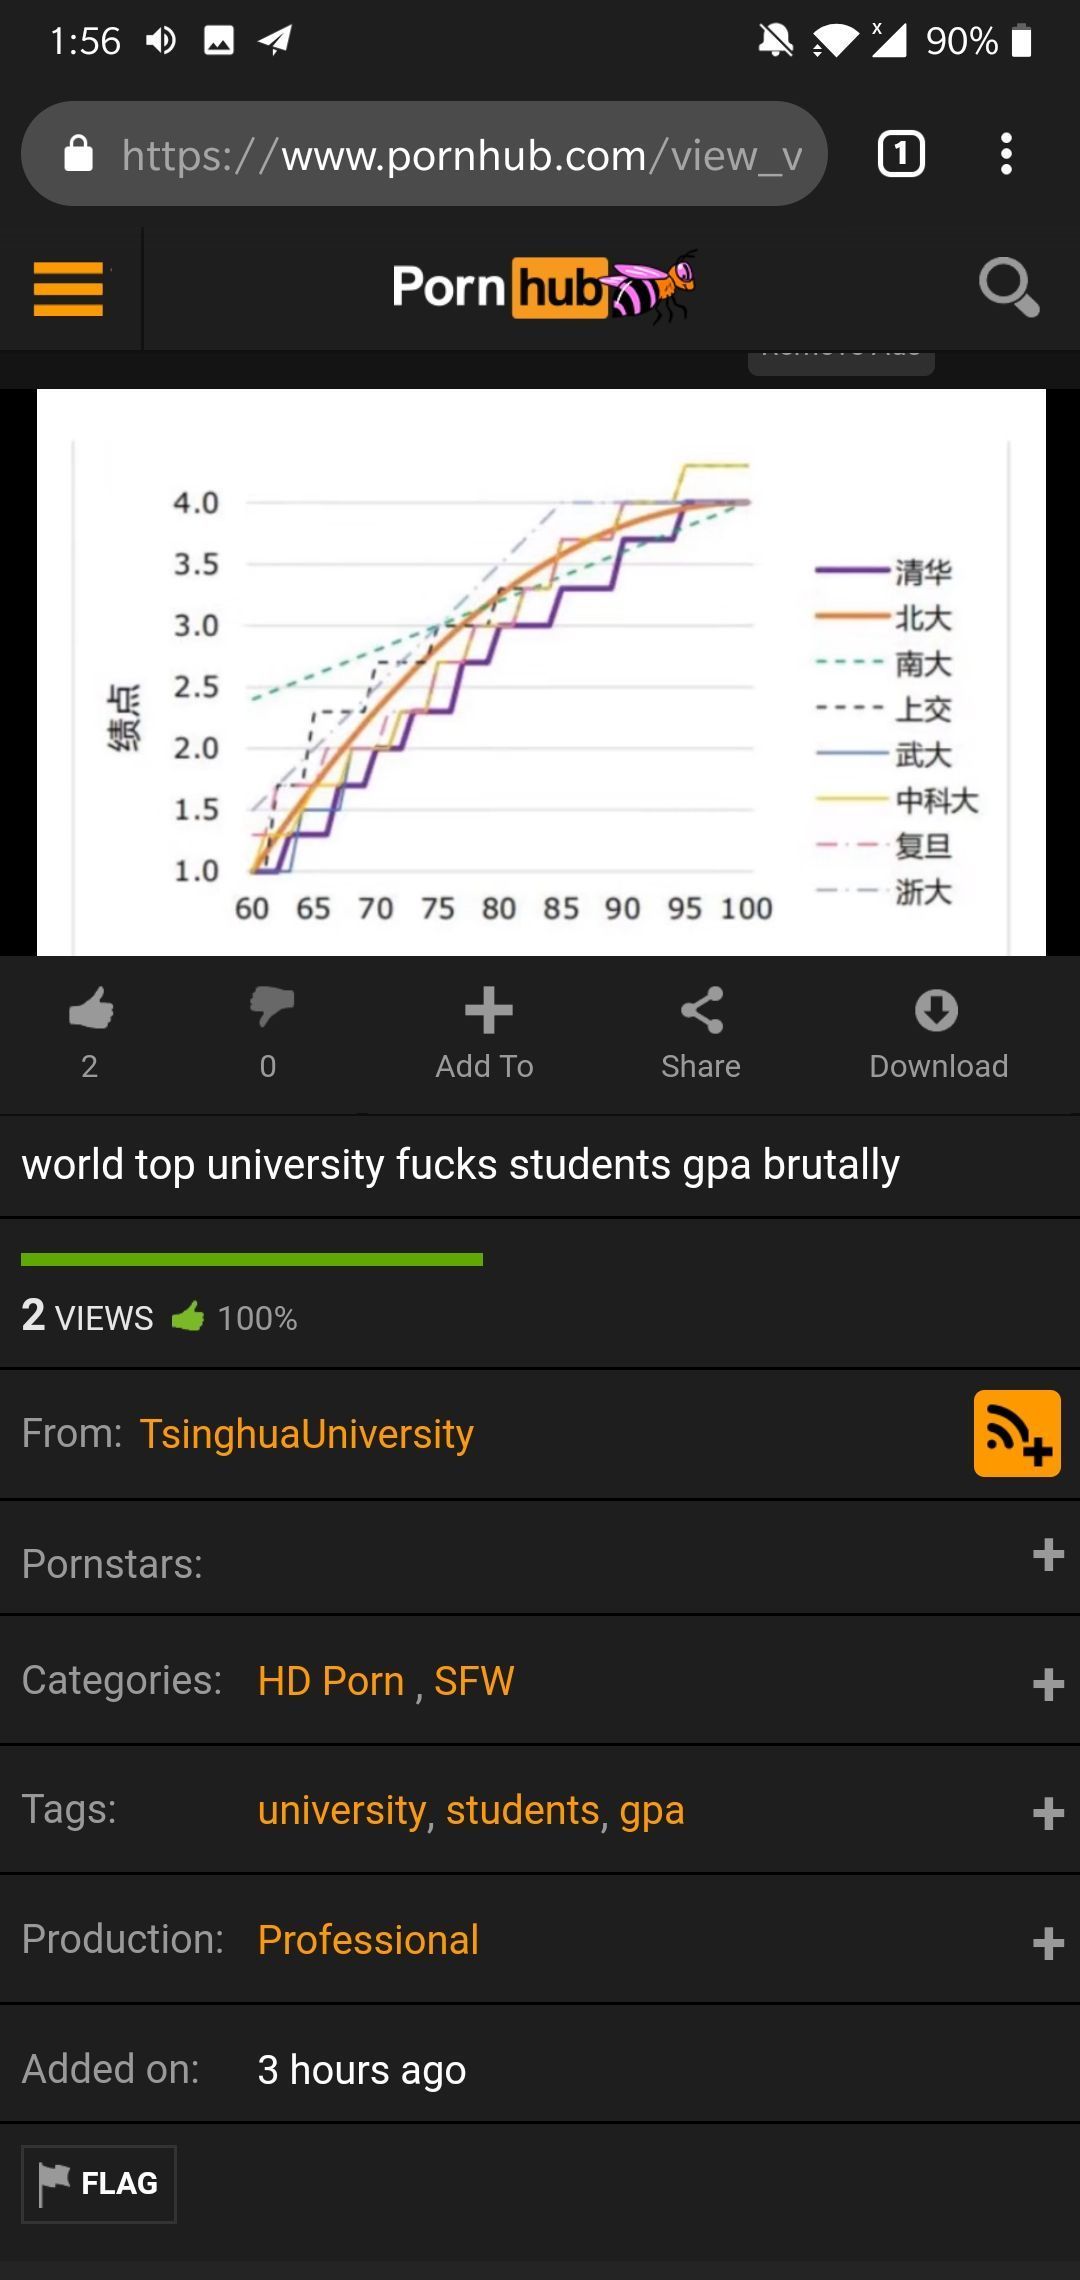 1:56
90%
https://www.pornhub.com/view_v
1
Porn hub
4.0
3.5
3.0
2.5
2.0
1.5
1.0
绩点
60 65 70 75 80 85 90 95 100
清华
北大
南大
上交
武大
中科大
复旦
浙大
2
0
Add To
Share
Download
world top university fucks students gpa brutally
2 VIEWS 100%
From: TsinghuaUniversity
Pornstars:
Categories: HD Porn , SFW
Tags: university, students, gpa
Production: Professional
Added on: 3 hours ago
FLAG